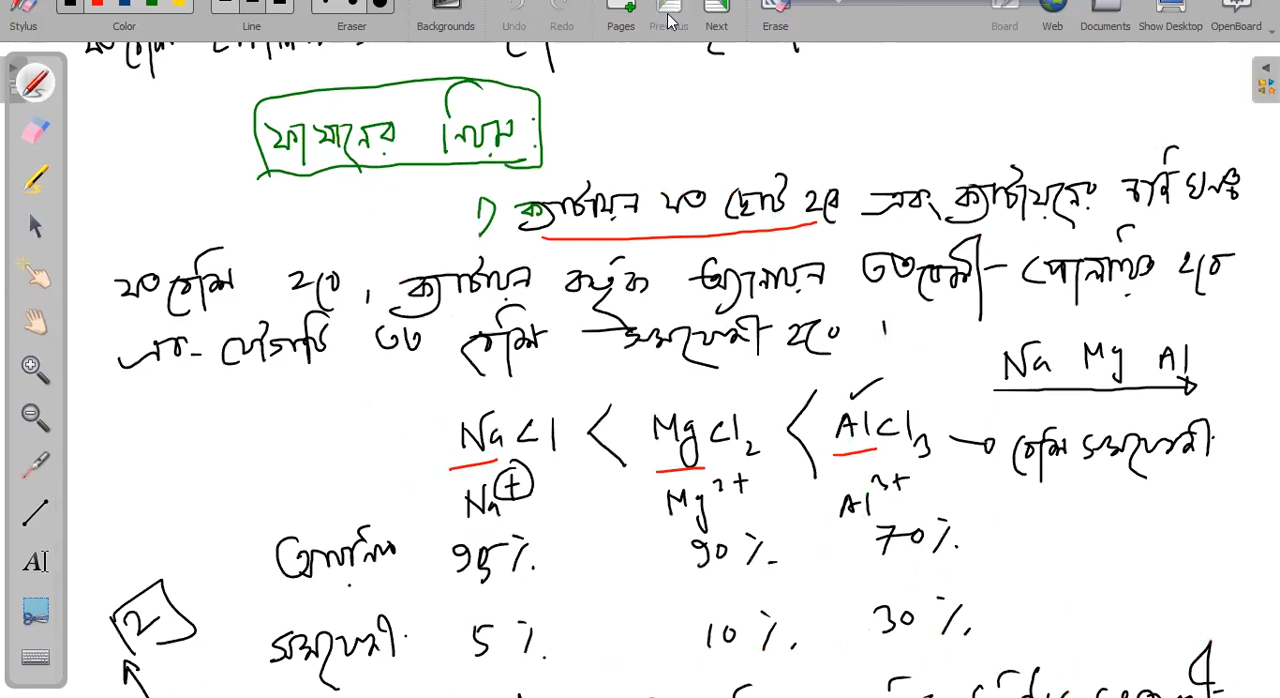 Stylus Color Line Eraser Backgrounds Undo Redo Pages Previous Next Erase Board Web Documents Show Desktop OpenBoard
ফাযানের নিয়ম:
১) ক্যাটায়ন যত ছোট হবে এবং ক্যাটায়নের চার্জ ঘনত্ব
যত বেশি হবে, ক্যাটায়ন কর্তৃক অ্যানায়ন তত বেশী পোলারিত হবে
এবং যৌগটি তত বেশি সমযোজী হবে ।
Na Mg Al
NaCl < MgCl₂ < AlCl₃ → বেশি সমযোজী
Na⁺ Mg²⁺ Al³⁺
আয়নিক 95% 90% 70%
সমযোজী 5% 10% 30%
2